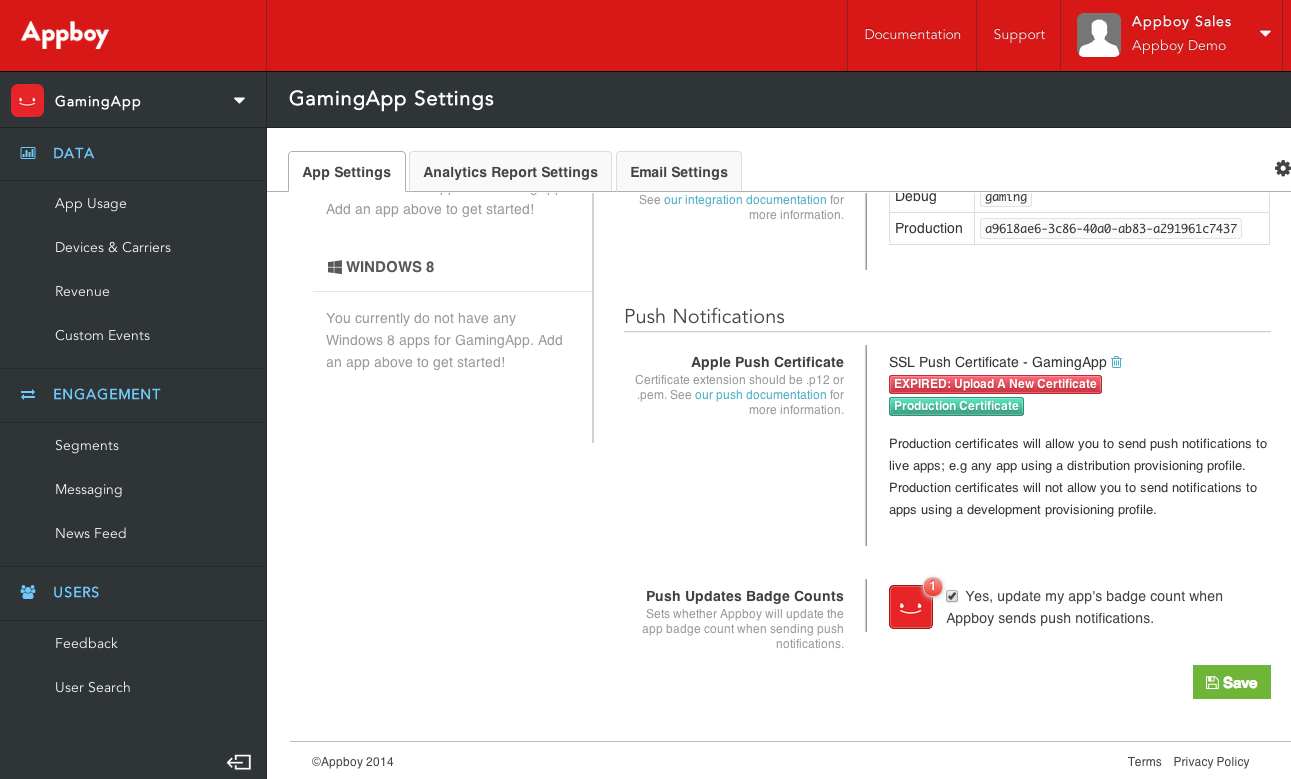 Appboy
Documentation
Support
Appboy Sales
Appboy Demo
GamingApp
GamingApp Settings
DATA
App Usage
Devices & Carriers
Revenue
Custom Events
ENGAGEMENT
Segments
Messaging
News Feed
USERS
Feedback
User Search
App Settings
Analytics Report Settings
Email Settings
Add an app above to get started!
WINDOWS 8
You currently do not have any
Windows 8 apps for GamingApp. Add
an app above to get started!
See our integration documentation for
more information.
Debug
gaming
Production
a9618ae6-3c86-40a0-ab83-a291961c7437
Push Notifications
Apple Push Certificate
Certificate extension should be .p12 or
.pem. See our push documentation for
more information.
SSL Push Certificate - GamingApp
EXPIRED: Upload A New Certificate
Production Certificate
Production certificates will allow you to send push notifications to
live apps; e.g any app using a distribution provisioning profile.
Production certificates will not allow you to send notifications to
apps using a development provisioning profile.
Push Updates Badge Counts
Sets whether Appboy will update the
app badge count when sending push
notifications.
1
Yes, update my app's badge count when
Appboy sends push notifications.
Save
©Appboy 2014
Terms
Privacy Policy